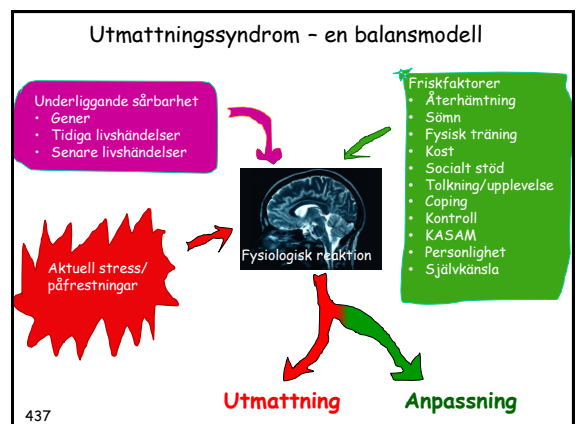 Utmattningssyndrom – en balansmodell
Underliggande sårbarhet
• Gener
• Tidiga livshändelser
• Senare livshändelser
Friskfaktorer
• Återhämtning
• Sömn
• Fysisk träning
• Kost
• Socialt stöd
• Tolkning/upplevelse
• Coping
• Kontroll
• KASAM
• Personlighet
• Självkänsla
Aktuell stress/
påfrestningar
Fysiologisk reaktion
Utmattning
Anpassning
437